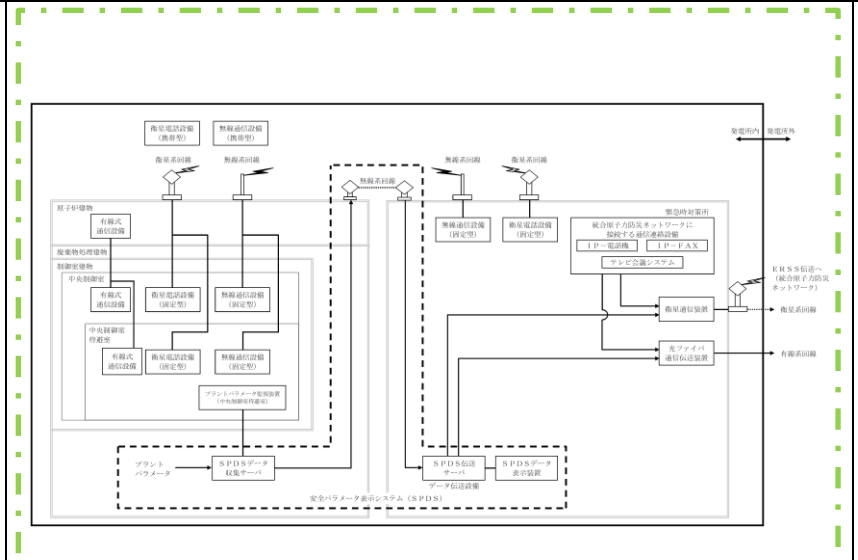 衛星電話設備
（携帯型）
無線通信設備
（携帯型）
発電所内
発電所外
衛星系回線
無線系回線
無線系回線
無線系回線
衛星系回線
原子炉建物
有線式
通信設備
廃棄物処理建物
制御室建物
中央制御室
有線式
通信設備
衛星電話設備
（固定型）
無線通信設備
（固定型）
中央制御室
待避室
有線式
通信設備
衛星電話設備
（固定型）
無線通信設備
（固定型）
プラントパラメータ監視装置
（中央制御室待避室）
プラント
パラメータ
ＳＰＤＳデータ
収集サーバ
無線通信設備
（固定型）
衛星電話設備
（固定型）
緊急時対策所
統合原子力防災ネットワークに
接続する通信連絡設備
ＩＰ－電話機
ＩＰ－ＦＡＸ
テレビ会議システム
ＥＲＳＳ伝送へ
（統合原子力防災
ネットワーク）
衛星通信装置
衛星系回線
光ファイバ
通信伝送装置
有線系回線
ＳＰＤＳ伝送
サーバ
ＳＰＤＳデータ
表示装置
データ伝送設備
安全パラメータ表示システム（ＳＰＤＳ）